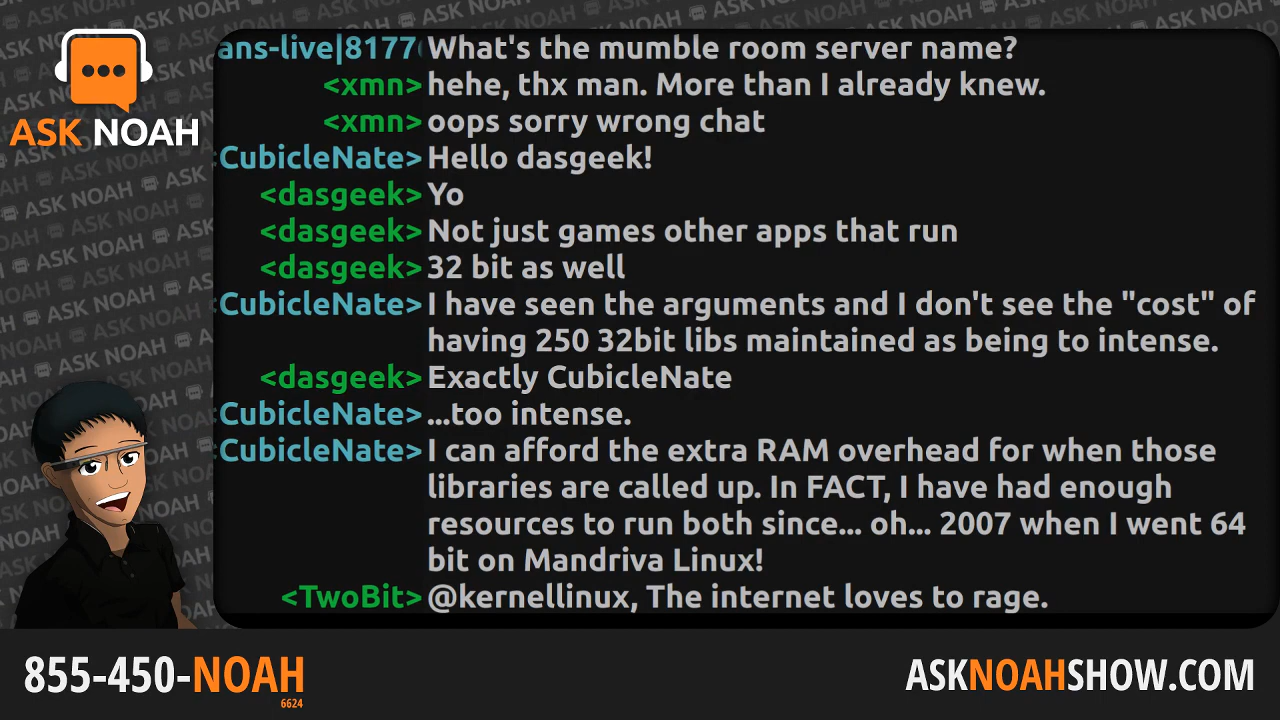 ASK NOAH
ans-live|8177 What's the mumble room server name?
<xmn> hehe, thx man. More than I already knew.
<xmn> oops sorry wrong chat
CubicleNate> Hello dasgeek!
<dasgeek> Yo
<dasgeek> Not just games other apps that run
<dasgeek> 32 bit as well
CubicleNate> I have seen the arguments and I don't see the "cost" of
having 250 32bit libs maintained as being to intense.
<dasgeek> Exactly CubicleNate
CubicleNate> ...too intense.
CubicleNate> I can afford the extra RAM overhead for when those
libraries are called up. In FACT, I have had enough
resources to run both since... oh... 2007 when I went 64
bit on Mandriva Linux!
<TwoBit> @kernellinux, The internet loves to rage.
855-450-NOAH
6624
ASKNOAHSHOW.COM